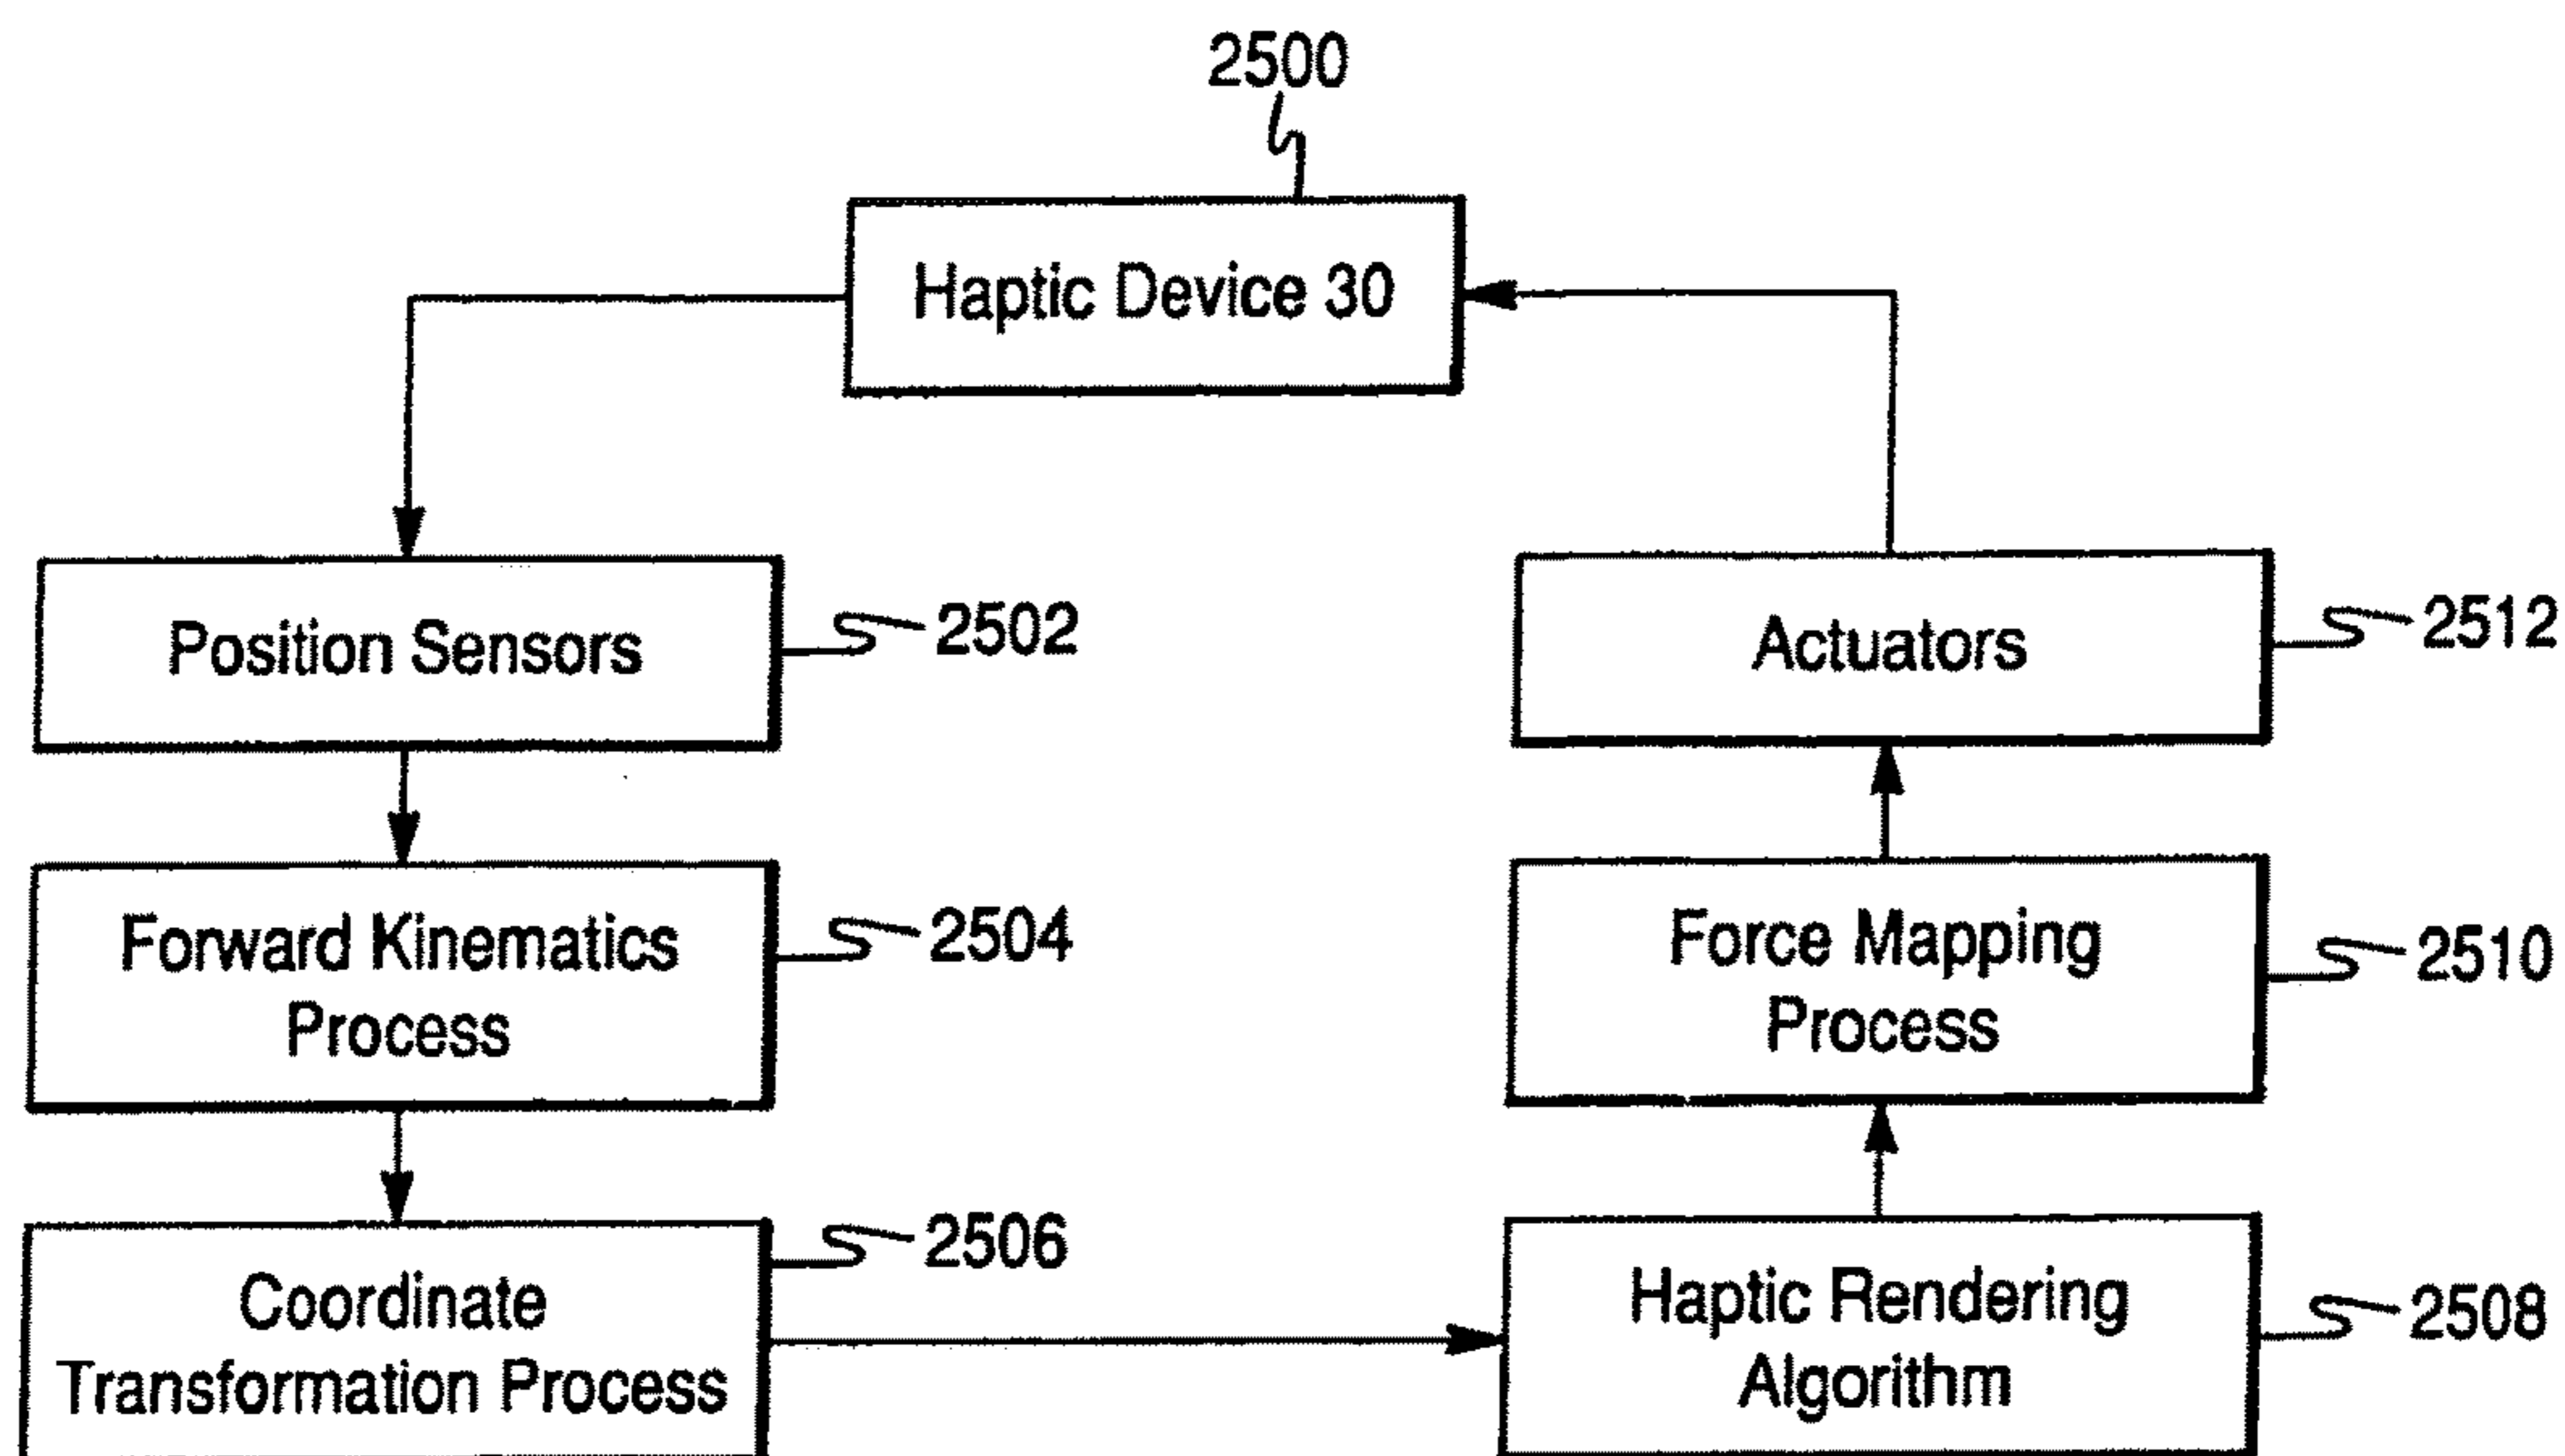 2500
Haptic Device 30
Position Sensors
2502
Actuators
2512
Forward Kinematics
Process
2504
Force Mapping
Process
2510
Coordinate
Transformation Process
2506
Haptic Rendering
Algorithm
2508